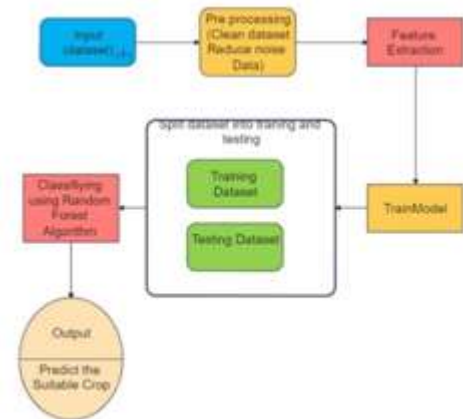 Input
(dataset)
Pre processing
(Clean dataset
Reduce noise
Data)
Feature
Extraction
Split dataset into training and
testing
Training
Dataset
Testing Dataset
TrainModel
Classifying
using Random
Forest
Algorithm
Output
Predict the
Suitable Crop